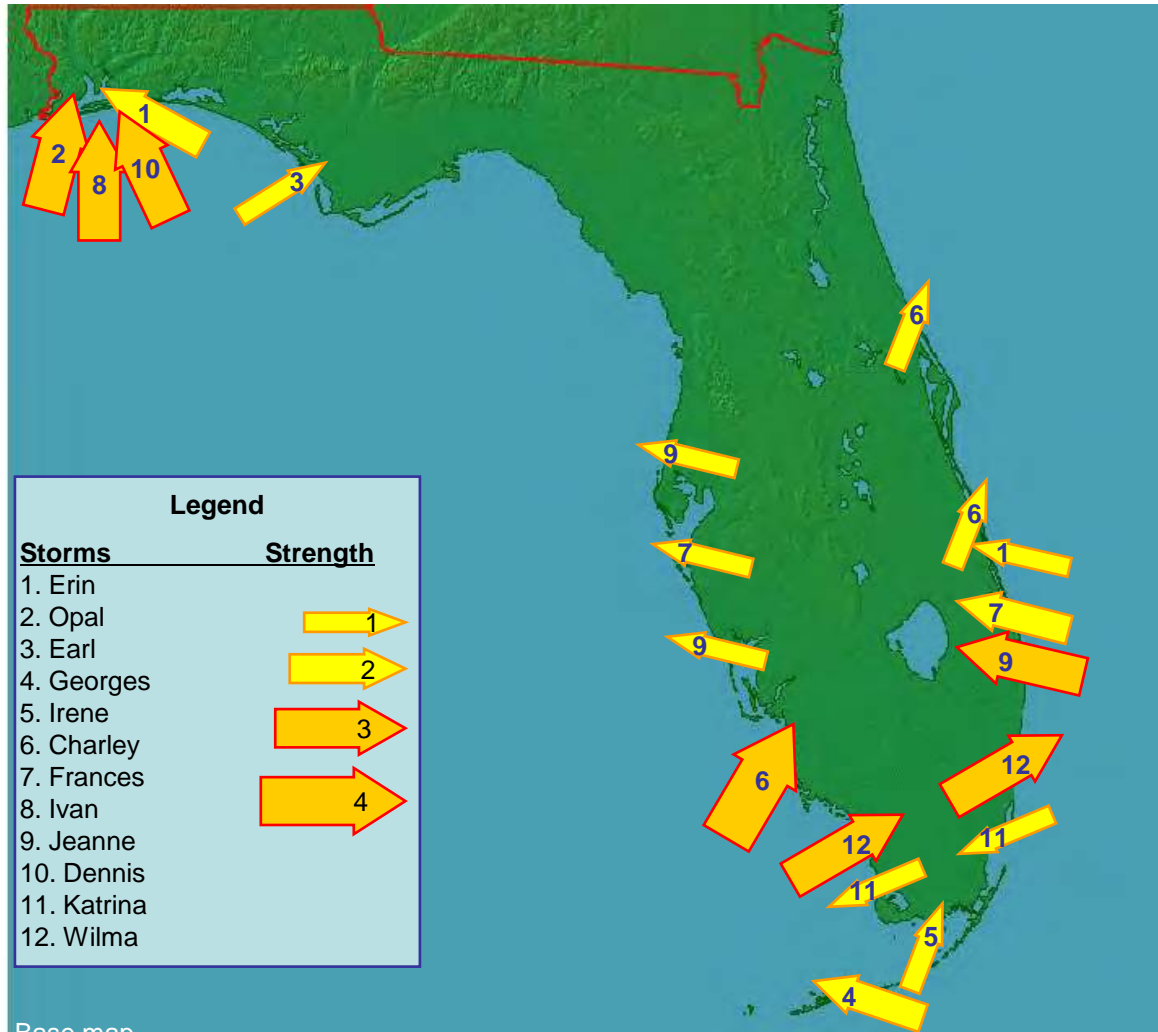 1
2
8
10
3
6
9
6
7
1
7
9
9
12
6
12
11
11
5
4
Legend
Storms Strength
1. Erin
2. Opal
3. Earl
4. Georges
5. Irene
6. Charley
7. Frances
8. Ivan
9. Jeanne
10. Dennis
11. Katrina
12. Wilma
1
2
3
4
Base map